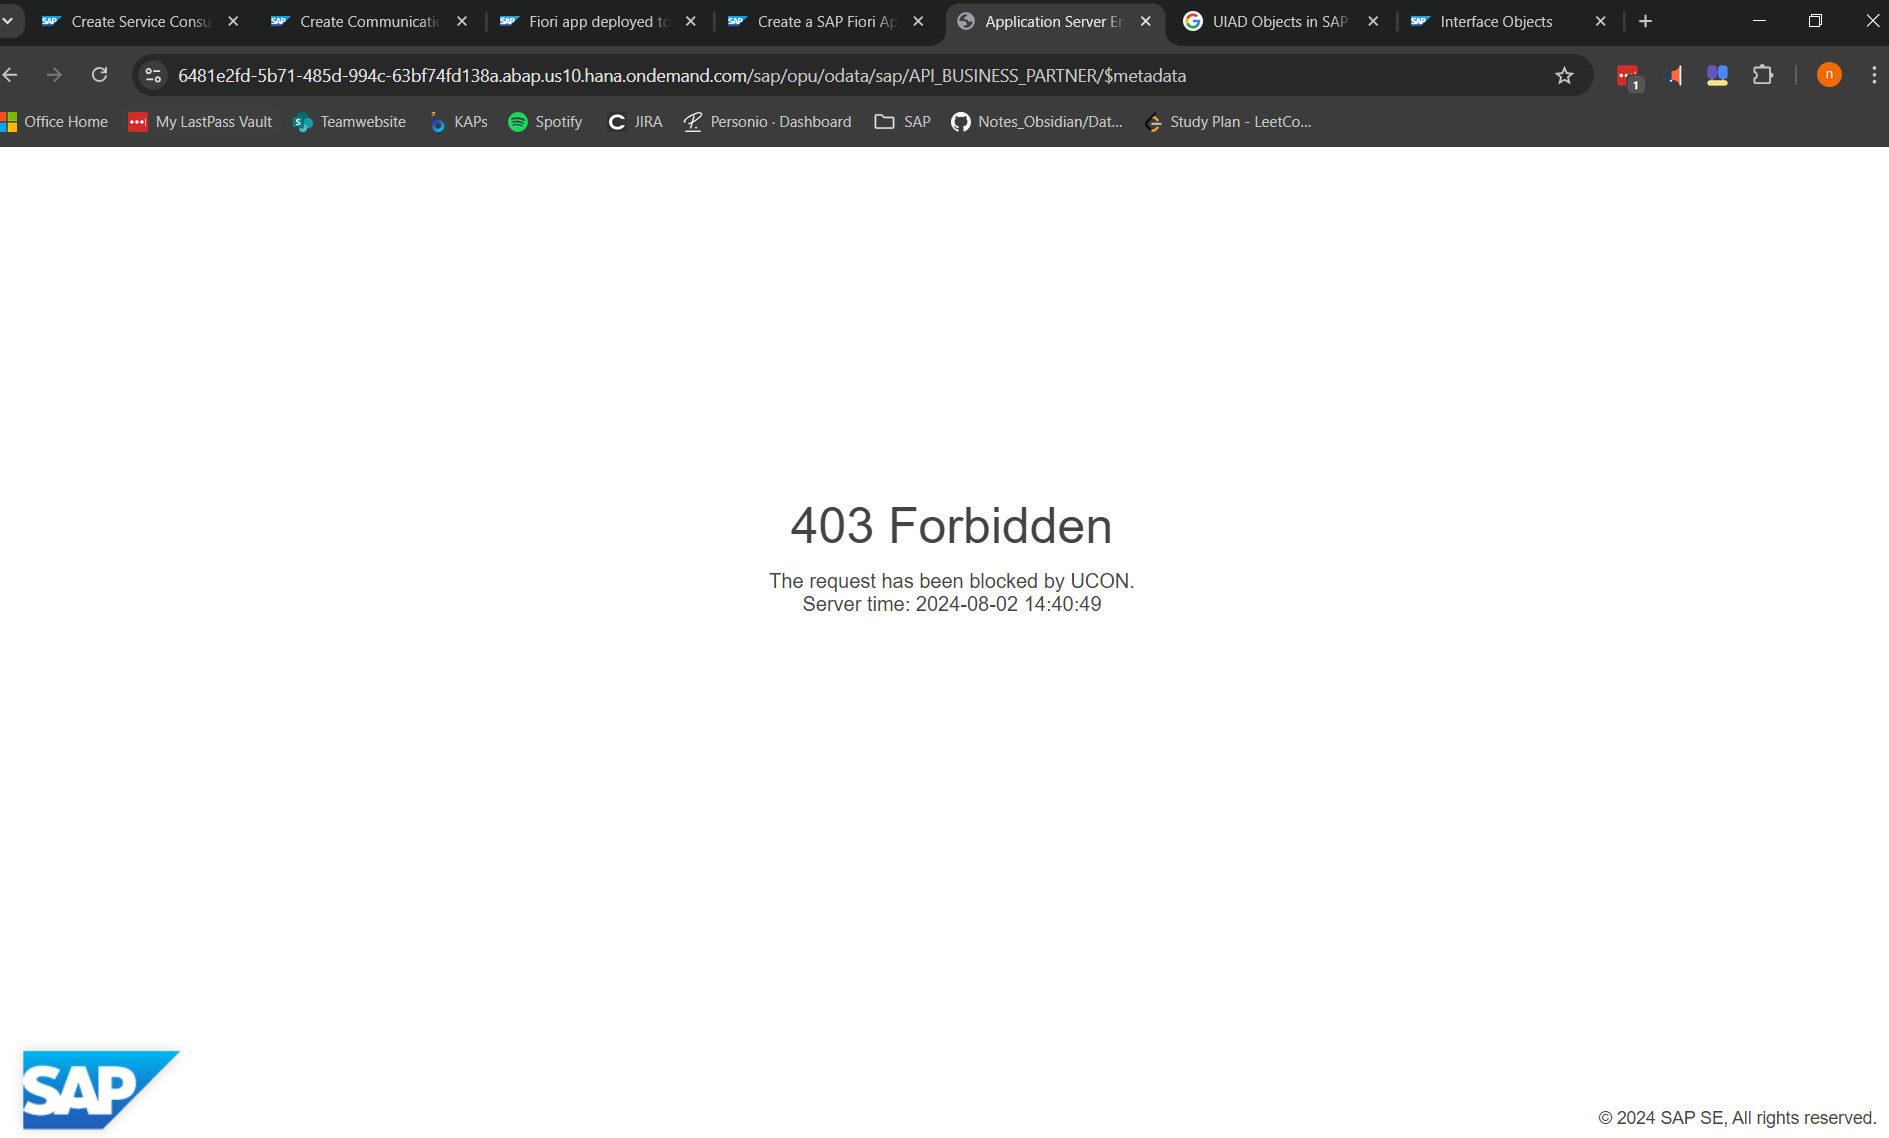 Create Service Consu
Create Communicatio
Fiori app deployed to
Create a SAP Fiori Ap
Application Server Er
UIAD Objects in SAP
Interface Objects
6481e2fd-5b71-485d-994c-63bf74fd138a.abap.us10.hana.ondemand.com/sap/opu/odata/sap/API_BUSINESS_PARTNER/$metadata
1
n
Office Home
My LastPass Vault
Teamwebsite
KAPs
Spotify
JIRA
Personio · Dashboard
SAP
Notes_Obsidian/Dat...
Study Plan - LeetCo...
403 Forbidden
The request has been blocked by UCON.
Server time: 2024-08-02 14:40:49
SAP
© 2024 SAP SE, All rights reserved.